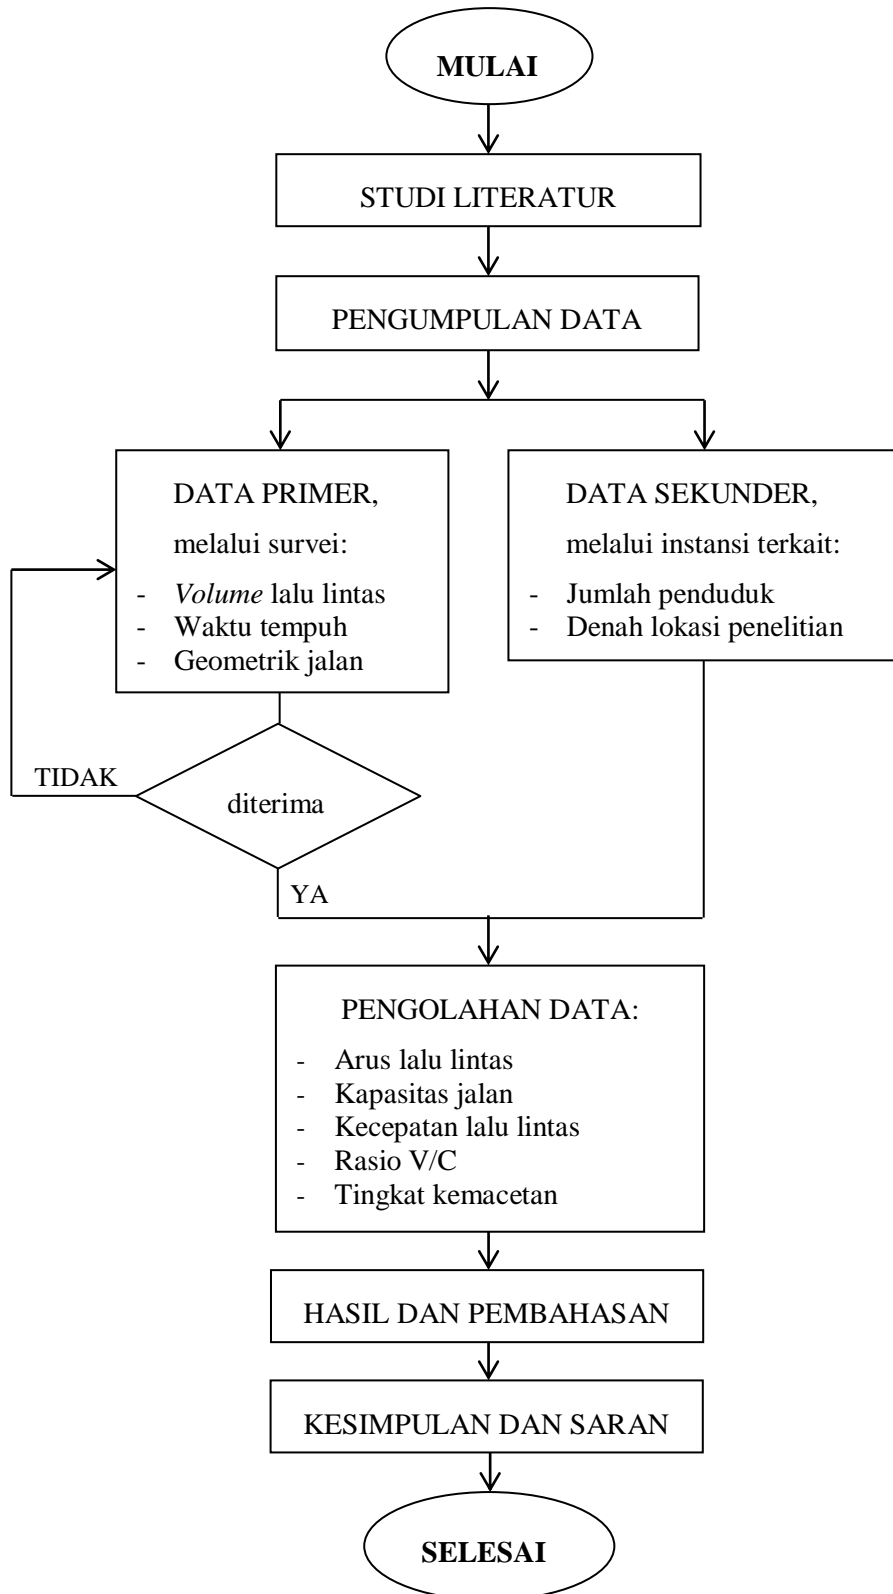 MULAI
STUDI LITERATUR
PENGUMPULAN DATA
DATA PRIMER,
melalui survei:
- Volume lalu lintas
- Waktu tempuh
- Geometrik jalan
DATA SEKUNDER,
melalui instansi terkait:
- Jumlah penduduk
- Denah lokasi penelitian
TIDAK
diterima
YA
PENGOLAHAN DATA:
- Arus lalu lintas
- Kapasitas jalan
- Kecepatan lalu lintas
- Rasio V/C
- Tingkat kemacetan
HASIL DAN PEMBAHASAN
KESIMPULAN DAN SARAN
SELESAI